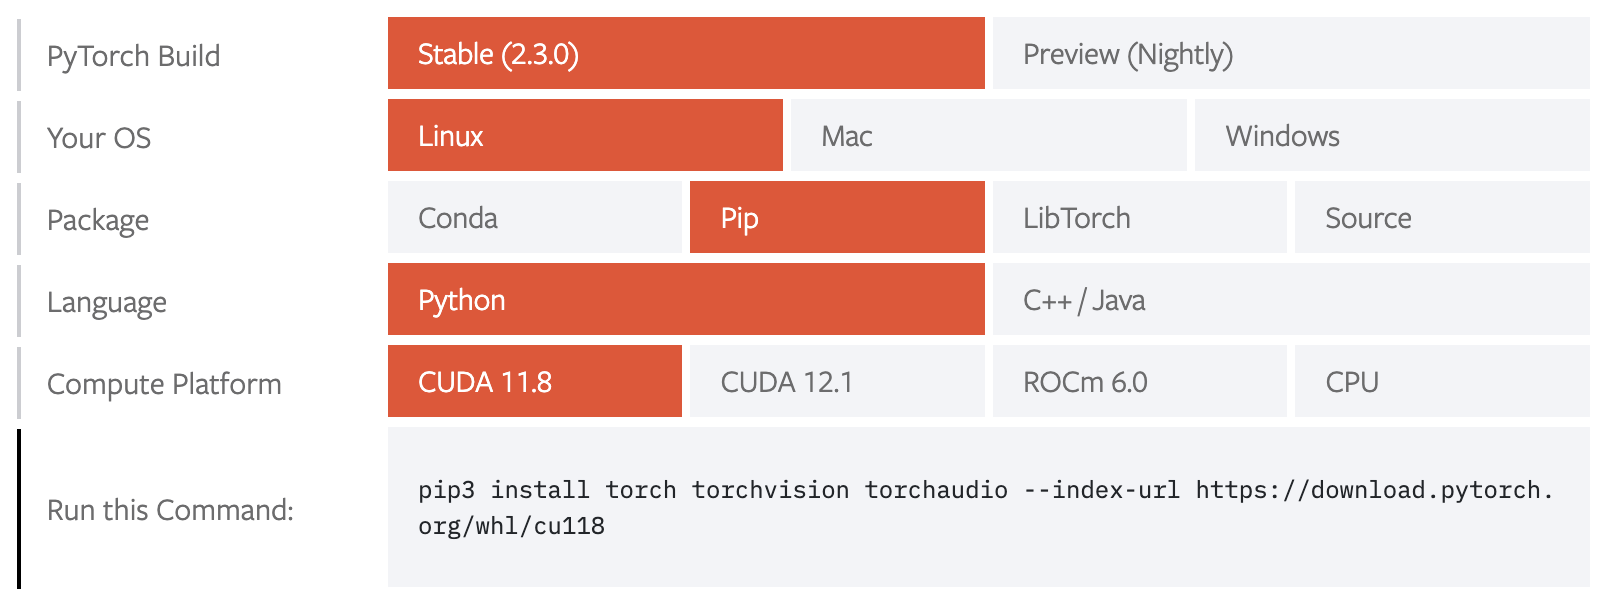 PyTorch Build Stable (2.3.0) Preview (Nightly)
Your OS Linux Mac Windows
Package Conda Pip LibTorch Source
Language Python C++ / Java
Compute Platform CUDA 11.8 CUDA 12.1 ROCm 6.0 CPU
Run this Command:
pip3 install torch torchvision torchaudio --index-url https://download.pytorch.
org/whl/cu118